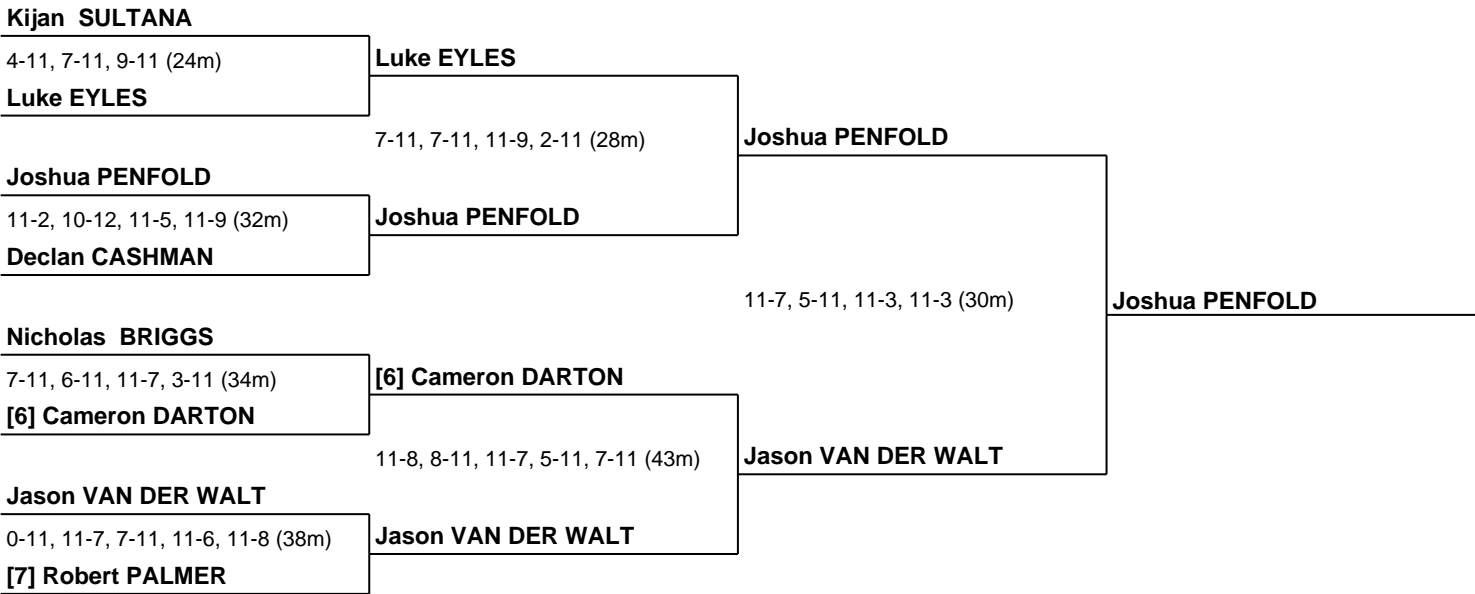 Kijan  SULTANA
4-11, 7-11, 9-11 (24m)
Luke EYLES
Luke EYLES
7-11, 7-11, 11-9, 2-11 (28m)
Joshua PENFOLD
Joshua PENFOLD
11-2, 10-12, 11-5, 11-9 (32m)
Joshua PENFOLD
Declan CASHMAN
11-7, 5-11, 11-3, 11-3 (30m)
Joshua PENFOLD
Nicholas  BRIGGS
7-11, 6-11, 11-7, 3-11 (34m)
[6] Cameron DARTON
[6] Cameron DARTON
11-8, 8-11, 11-7, 5-11, 7-11 (43m)
Jason VAN DER WALT
Jason VAN DER WALT
0-11, 11-7, 7-11, 11-6, 11-8 (38m)
Jason VAN DER WALT
[7] Robert PALMER